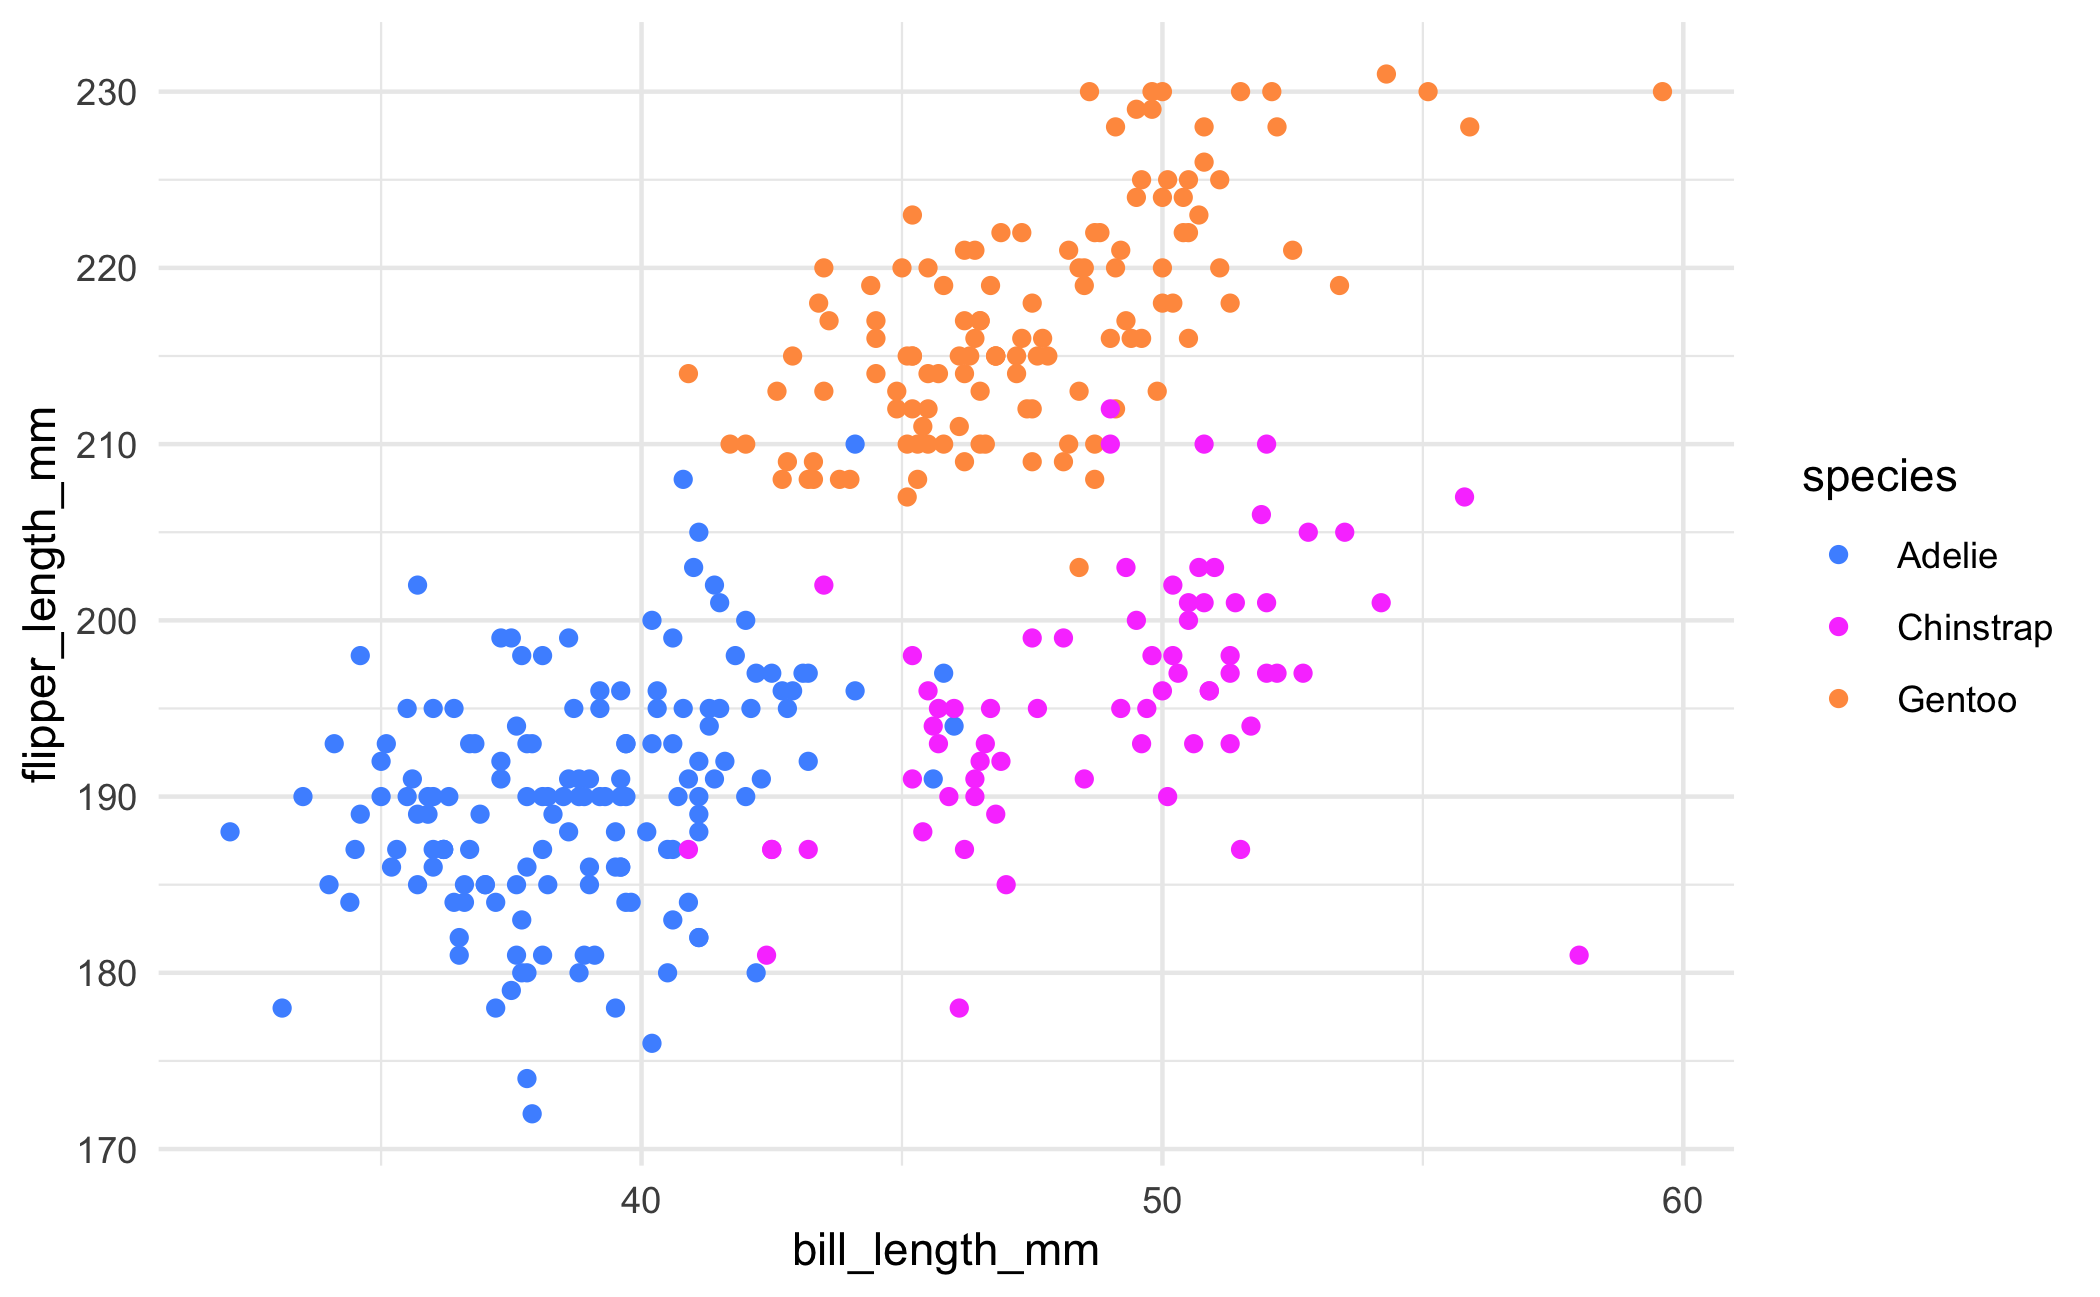 230
220
210
200
190
180
170
flipper_length_mm
40 50 60
bill_length_mm
species
Adelie
Chinstrap
Gentoo